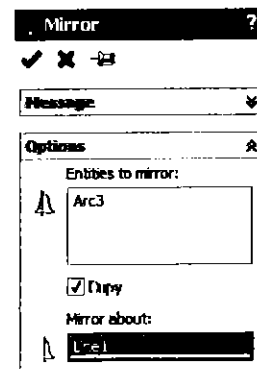 Mirror ?
Message
Options
Entities to mirror:
Arc3
Copy
Mirror about:
Line1